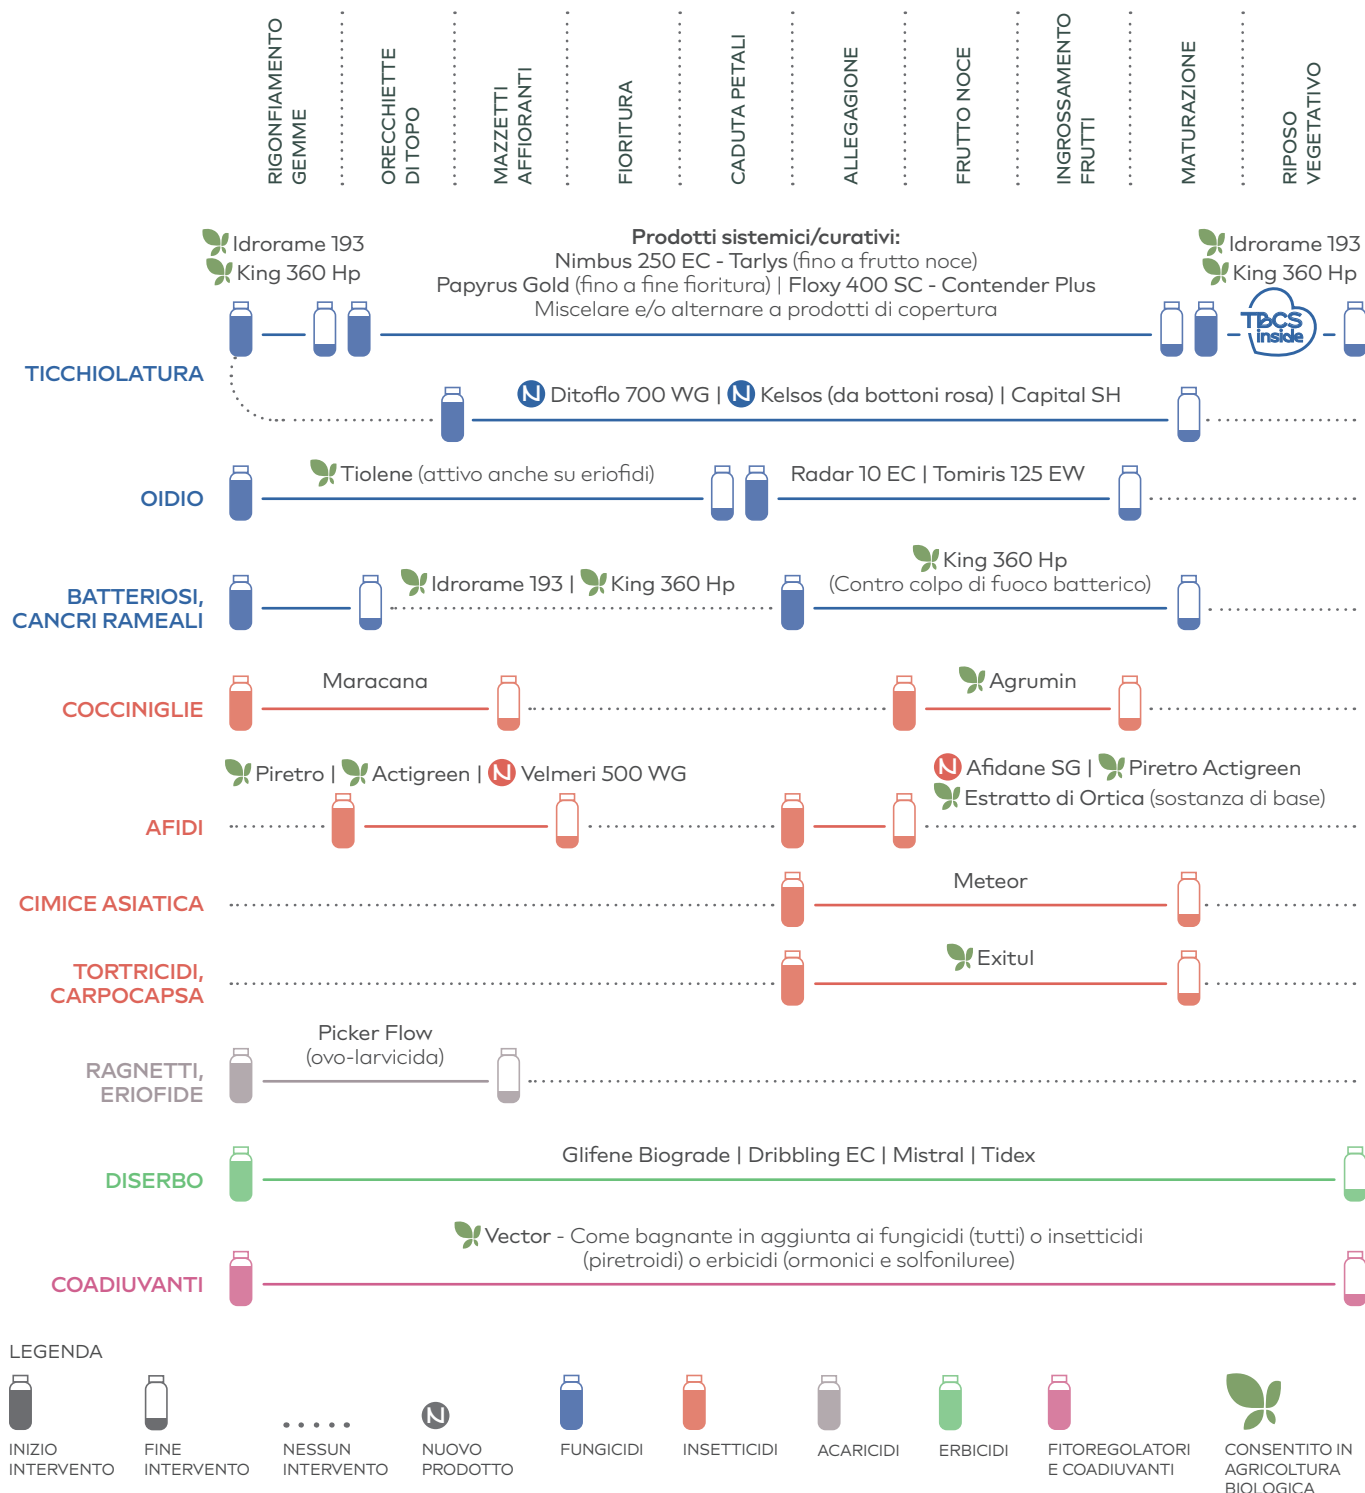 RIGONFIAMENTO
GEMME
ORECCHIETTE
DI TOPO
MAZZETTI
AFFIORANTI
FIORITURA
CADUTA PETALI
ALLEGAGIONE
FRUTTO NOCE
INGROSSAMENTO
FRUTTI
MATURAZIONE
RIPOSO
VEGETATIVO
Idrorame 193
King 360 Hp
Prodotti sistemici/curativi:
Nimbus 250 EC - Tarlys (fino a frutto noce)
Papyrus Gold (fino a fine fioritura) | Floxy 400 SC - Contender Plus
Miscelare e/o alternare a prodotti di copertura
Idrorame 193
King 360 Hp
TBCS
inside
TICCHIOLATURA
N Ditoflo 700 WG | N Kelsos (da bottoni rosa) | Capital SH
OIDIO
Tiolene (attivo anche su eriofidi)
Radar 10 EC | Tomiris 125 EW
BATTERIOSI,
CANCRI RAMEALI
Idrorame 193 | King 360 Hp
King 360 Hp
(Contro colpo di fuoco batterico)
COCCINIGLIE
Maracana
Agrumin
AFIDI
Piretro | Actigreen | N Velmeri 500 WG
N Afidane SG | Piretro Actigreen
Estratto di Ortica (sostanza di base)
CIMICE ASIATICA
Meteor
TORTRICIDI,
CARPOCAPSA
Exitul
RAGNETTI,
ERIOFIDE
Picker Flow
(ovo-larvicida)
DISERBO
Glifene Biograde | Dribbling EC | Mistral | Tidex
COADIUVANTI
Vector - Come bagnante in aggiunta ai fungicidi (tutti) o insetticidi
(piretroidi) o erbicidi (ormonici e solfoniluree)
LEGENDA
INIZIO
INTERVENTO
FINE
INTERVENTO
NESSUN
INTERVENTO
N
NUOVO
PRODOTTO
FUNGICIDI
INSETTICIDI
ACARICIDI
ERBICIDI
FITOREGOLATORI
E COADIUVANTI
CONSENTITO IN
AGRICOLTURA
BIOLOGICA